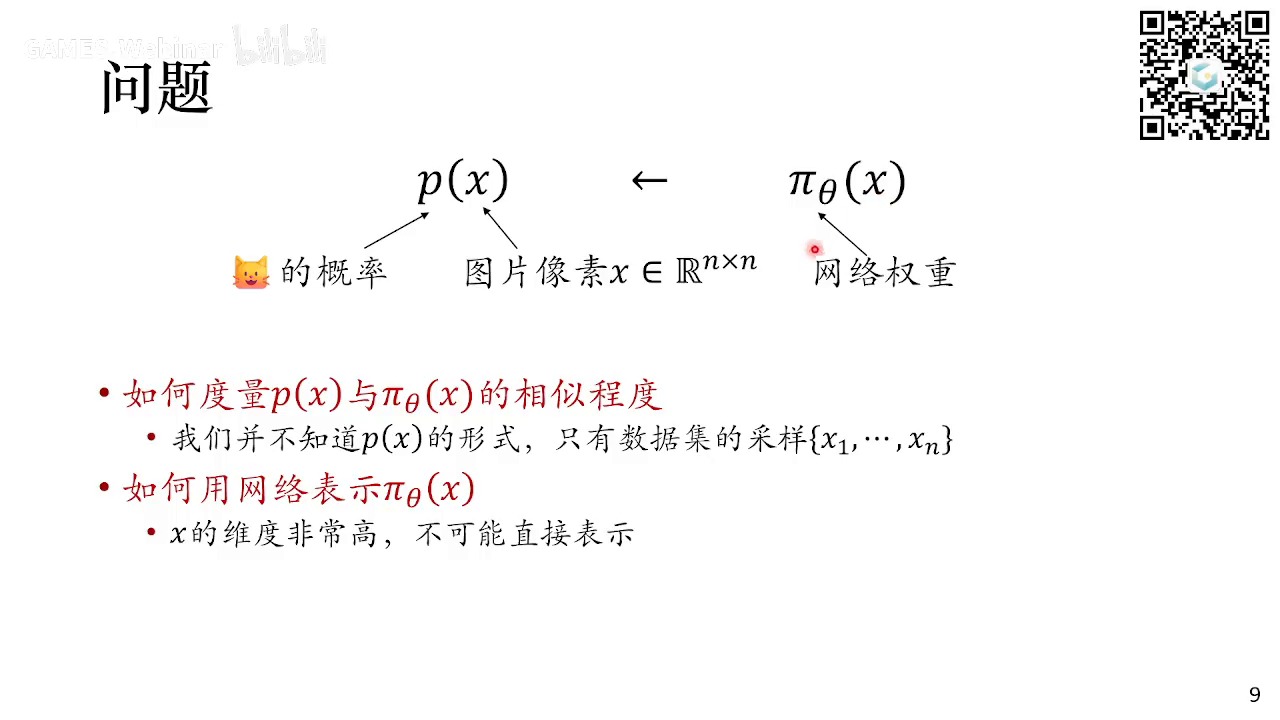 GAMES Webinar bilibili
问题
p(x) ← π_θ(x)
😺 的概率 图片像素x ∈ ℝ^{n×n} 网络权重
• 如何度量p(x)与π_θ(x)的相似程度
• 我们并不知道p(x)的形式，只有数据集的采样{x_1,⋯,x_n}
• 如何用网络表示π_θ(x)
• x的维度非常高，不可能直接表示
9